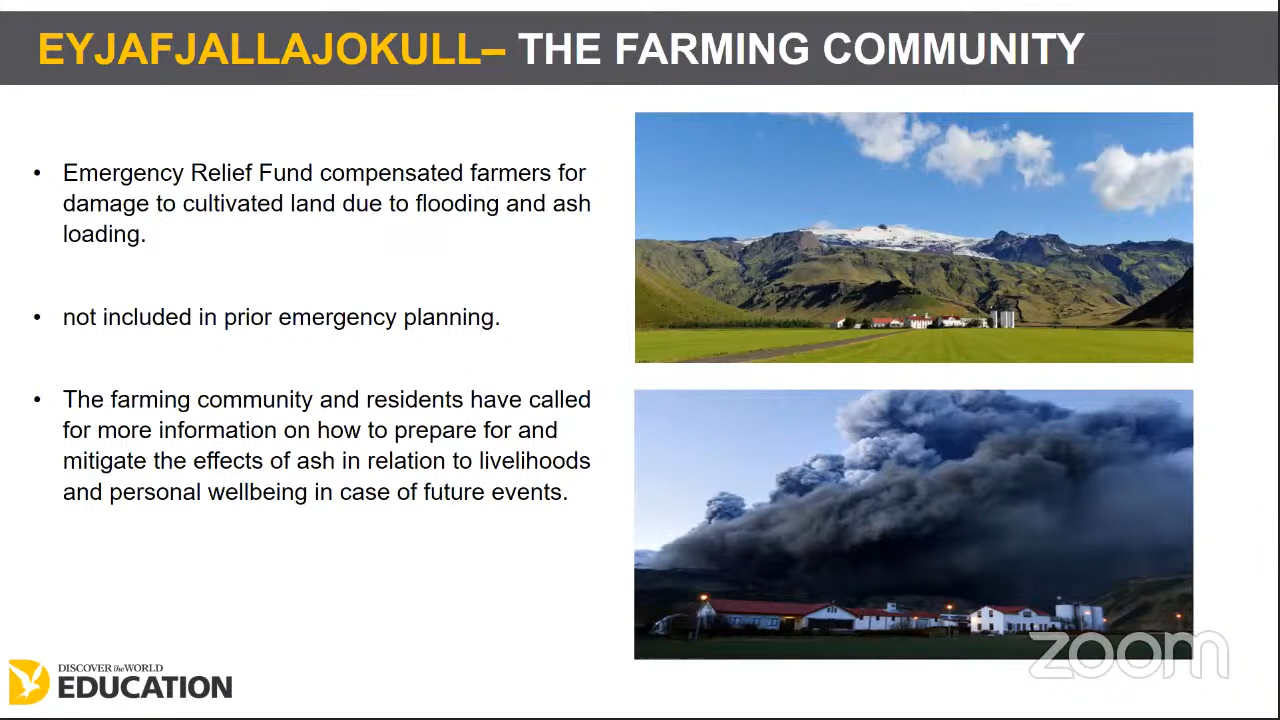 EYJAFJALLAJOKULL– THE FARMING COMMUNITY
• Emergency Relief Fund compensated farmers for
damage to cultivated land due to flooding and ash
loading.
• not included in prior emergency planning.
• The farming community and residents have called
for more information on how to prepare for and
mitigate the effects of ash in relation to livelihoods
and personal wellbeing in case of future events.
DISCOVER the WORLD
EDUCATION
zoom